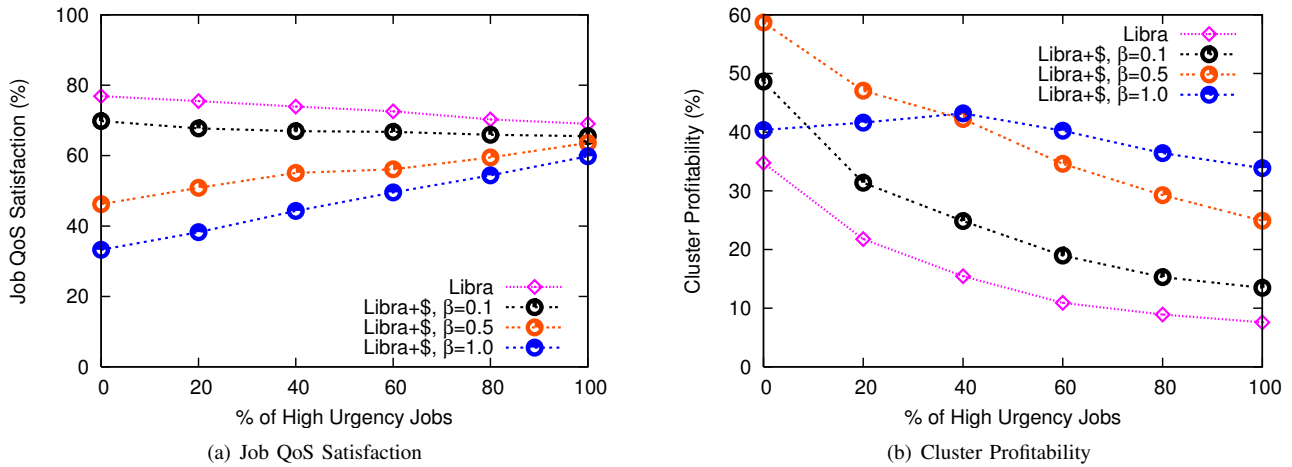 Job QoS Satisfaction (%)
100
80
60
40
20
0
Libra
Libra+$, β=0.1
Libra+$, β=0.5
Libra+$, β=1.0
0 20 40 60 80 100
% of High Urgency Jobs
(a) Job QoS Satisfaction
Cluster Profitability (%)
60
50
40
30
20
10
0
Libra
Libra+$, β=0.1
Libra+$, β=0.5
Libra+$, β=1.0
0 20 40 60 80 100
% of High Urgency Jobs
(b) Cluster Profitability